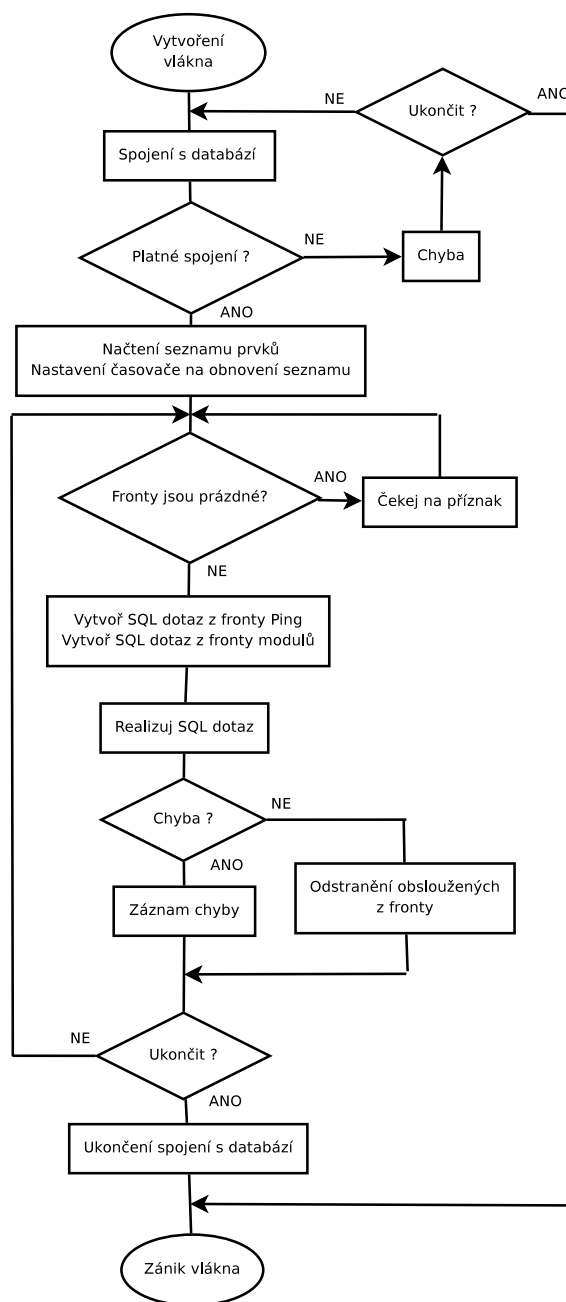 Vytvoření
vlákna
NE
Ukončit ?
ANO
Spojení s databází
Platné spojení ?
NE
Chyba
ANO
Načtení seznamu prvků
Nastavení časovače na obnovení seznamu
Fronty jsou prázdné?
ANO
Čekej na příznak
NE
Vytvoř SQL dotaz z fronty Ping
Vytvoř SQL dotaz z fronty modulů
Realizuj SQL dotaz
Chyba ?
NE
ANO
Odstranění obsloužených
z fronty
Záznam chyby
NE
Ukončit ?
ANO
Ukončení spojení s databází
Zánik vlákna